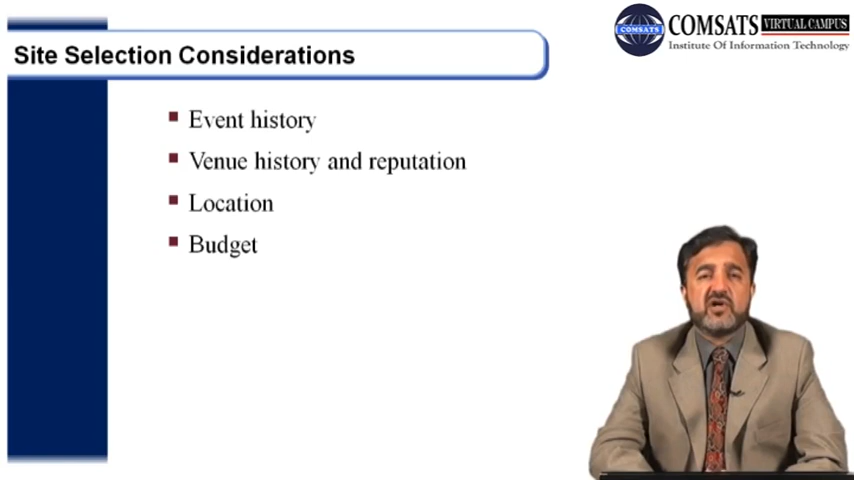 COMSATS VIRTUAL CAMPUS
Institute Of Information Technology
COMSATS
Site Selection Considerations
Event history
Venue history and reputation
Location
Budget